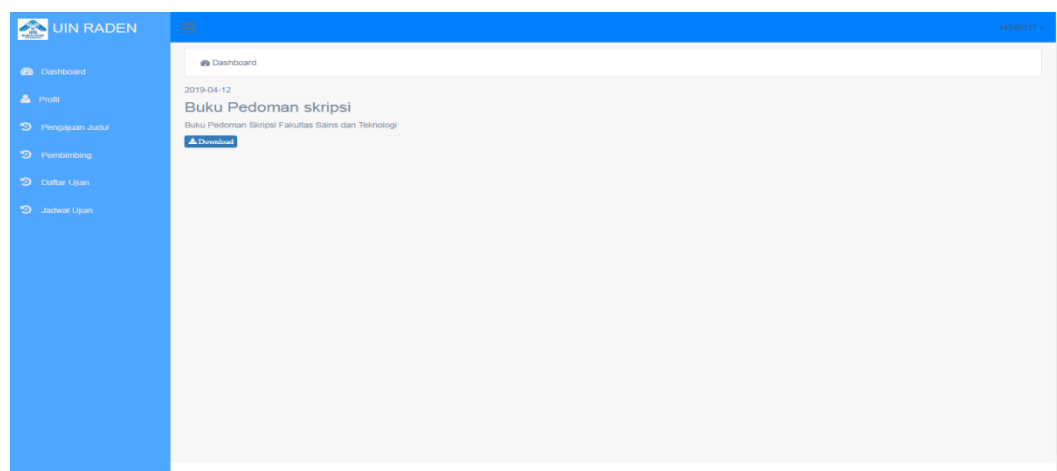 UIN RADEN
14540111
Dashboard
Profil
Pengajuan Judul
Pembimbing
Daftar Ujian
Jadwal Ujian
Dashboard
2019-04-12
Buku Pedoman skripsi
Buku Pedoman Skripsi Fakultas Sains dan Teknologi
Download